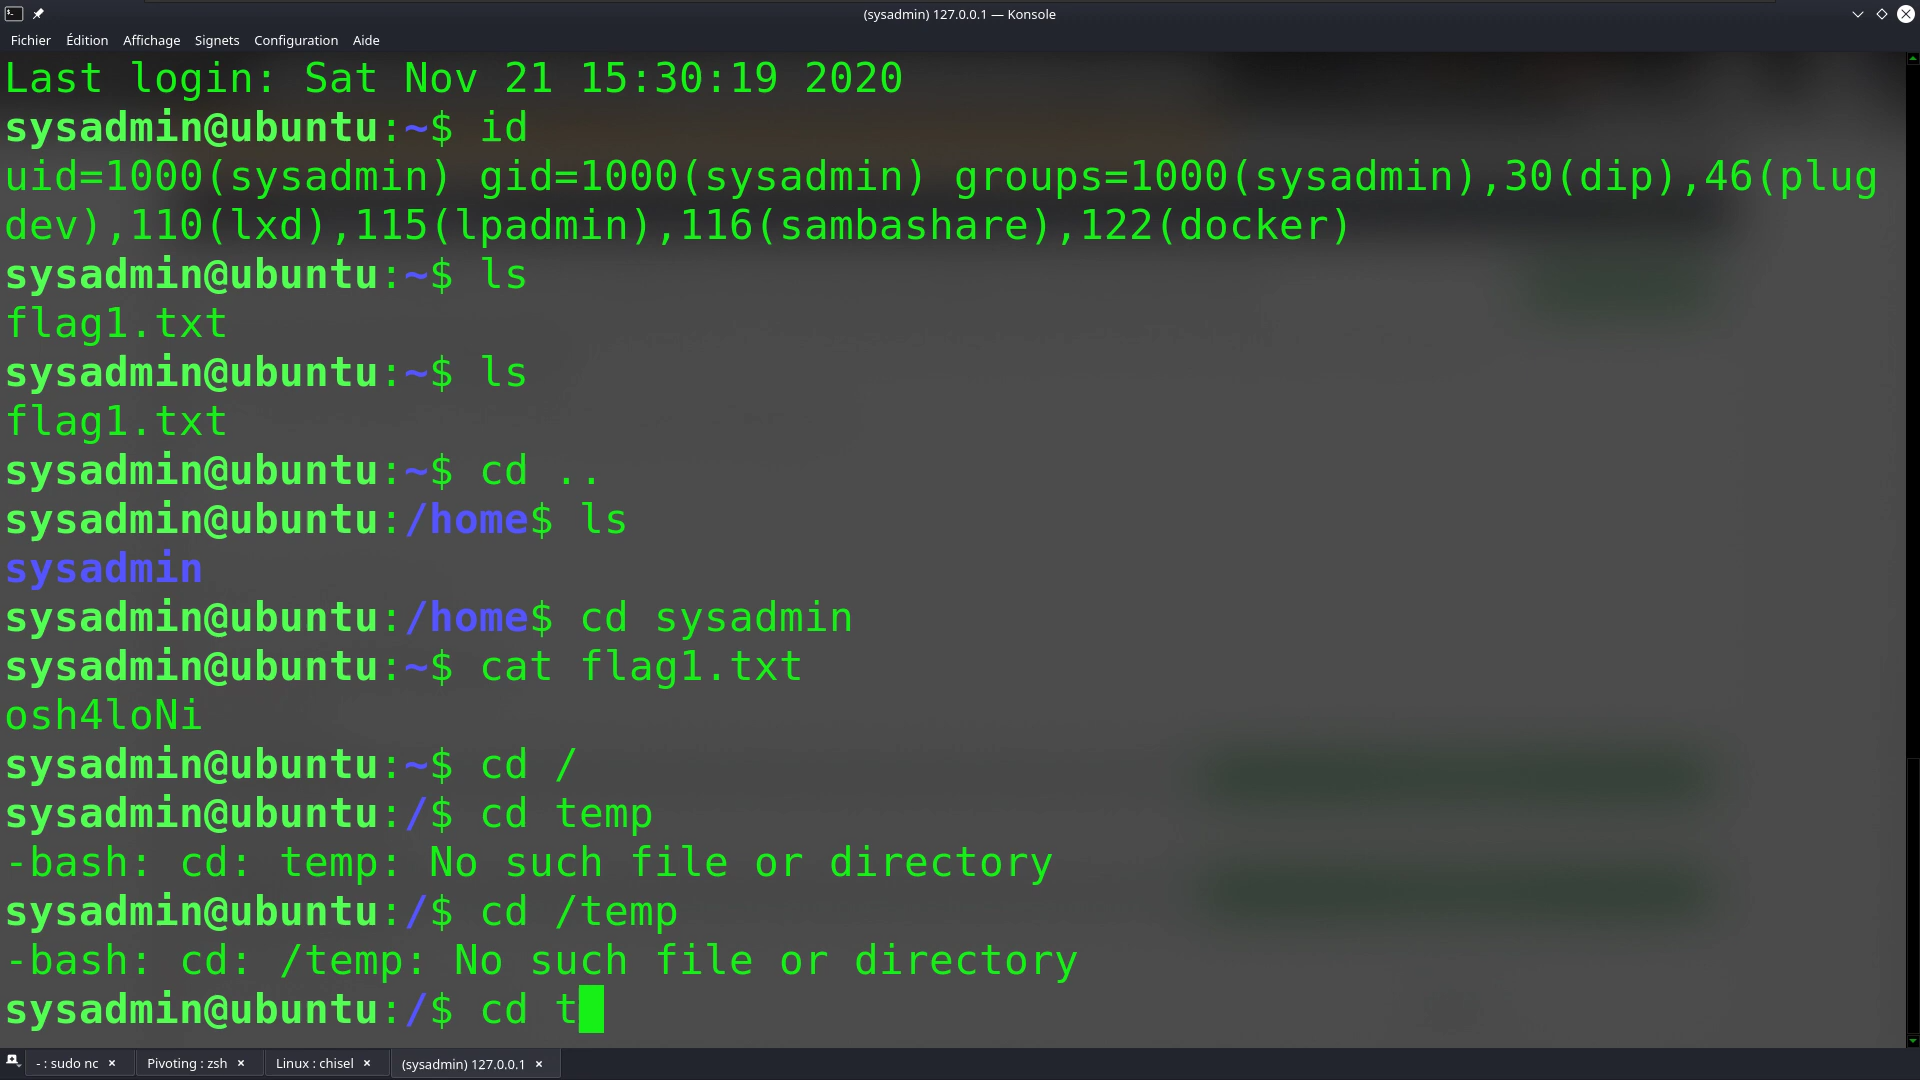 (sysadmin) 127.0.0.1 — Konsole
Fichier Édition Affichage Signets Configuration Aide
Last login: Sat Nov 21 15:30:19 2020
sysadmin@ubuntu:~$ id
uid=1000(sysadmin) gid=1000(sysadmin) groups=1000(sysadmin),30(dip),46(plug
dev),110(lxd),115(lpadmin),116(sambashare),122(docker)
sysadmin@ubuntu:~$ ls
flag1.txt
sysadmin@ubuntu:~$ ls
flag1.txt
sysadmin@ubuntu:~$ cd ..
sysadmin@ubuntu:/home$ ls
sysadmin
sysadmin@ubuntu:/home$ cd sysadmin
sysadmin@ubuntu:~$ cat flag1.txt
osh4loNi
sysadmin@ubuntu:~$ cd /
sysadmin@ubuntu:/$ cd temp
-bash: cd: temp: No such file or directory
sysadmin@ubuntu:/$ cd /temp
-bash: cd: /temp: No such file or directory
sysadmin@ubuntu:/$ cd t
- : sudo nc Pivoting : zsh Linux : chisel (sysadmin) 127.0.0.1